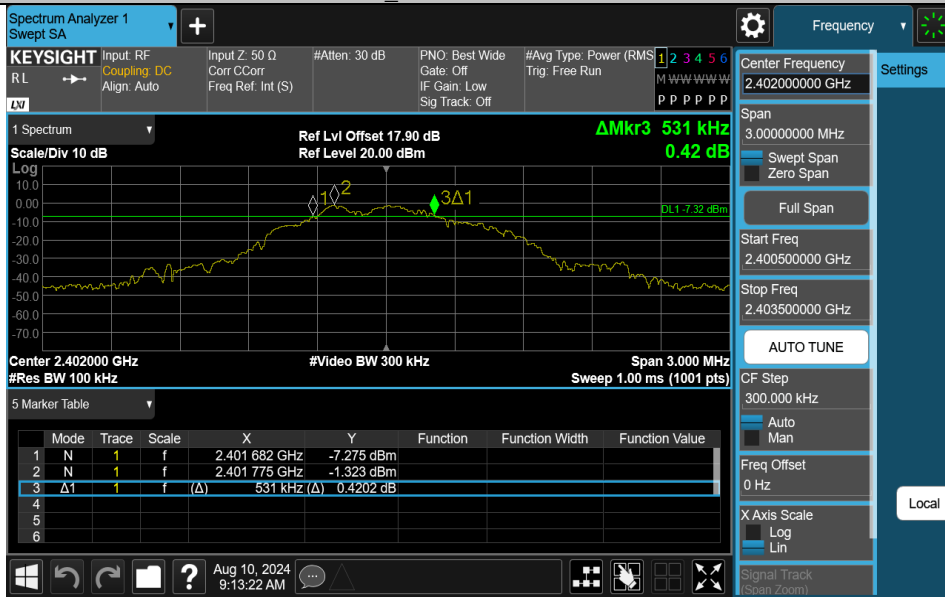 Spectrum Analyzer 1
Swept SA
+
Frequency
KEYSIGHT
RL
LXI
Input: RF
Coupling: DC
Align: Auto
Input Z: 50 Ω
Corr CCorr
Freq Ref: Int (S)
#Atten: 30 dB
PNO: Best Wide
Gate: Off
IF Gain: Low
Sig Track: Off
#Avg Type: Power (RMS
Trig: Free Run
1 2 3 4 5 6
M W W W W W
P P P P P P
1 Spectrum
Scale/Div 10 dB
Ref Lvl Offset 17.90 dB
Ref Level 20.00 dBm
ΔMkr3 531 kHz
0.42 dB
Log
10.0
0.00
-10.0
-20.0
-30.0
-40.0
-50.0
-60.0
-70.0
1
2
3Δ1
DL1 -7.32 dBm
Center 2.402000 GHz
#Video BW 300 kHz
Span 3.000 MHz
#Res BW 100 kHz
Sweep 1.00 ms (1001 pts)
5 Marker Table
Mode Trace Scale X Y Function Function Width Function Value
1 N 1 f 2.401 682 GHz -7.275 dBm
2 N 1 f 2.401 775 GHz -1.323 dBm
3 Δ1 1 f (Δ) 531 kHz (Δ) 0.4202 dB
4
5
6
?
Aug 10, 2024
9:13:22 AM
Center Frequency
2.402000000 GHz
Span
3.00000000 MHz
Swept Span
Zero Span
Full Span
Start Freq
2.400500000 GHz
Stop Freq
2.403500000 GHz
AUTO TUNE
CF Step
300.000 kHz
Auto
Man
Freq Offset
0 Hz
X Axis Scale
Log
Lin
Signal Track
(Span Zoom)
Settings
Local